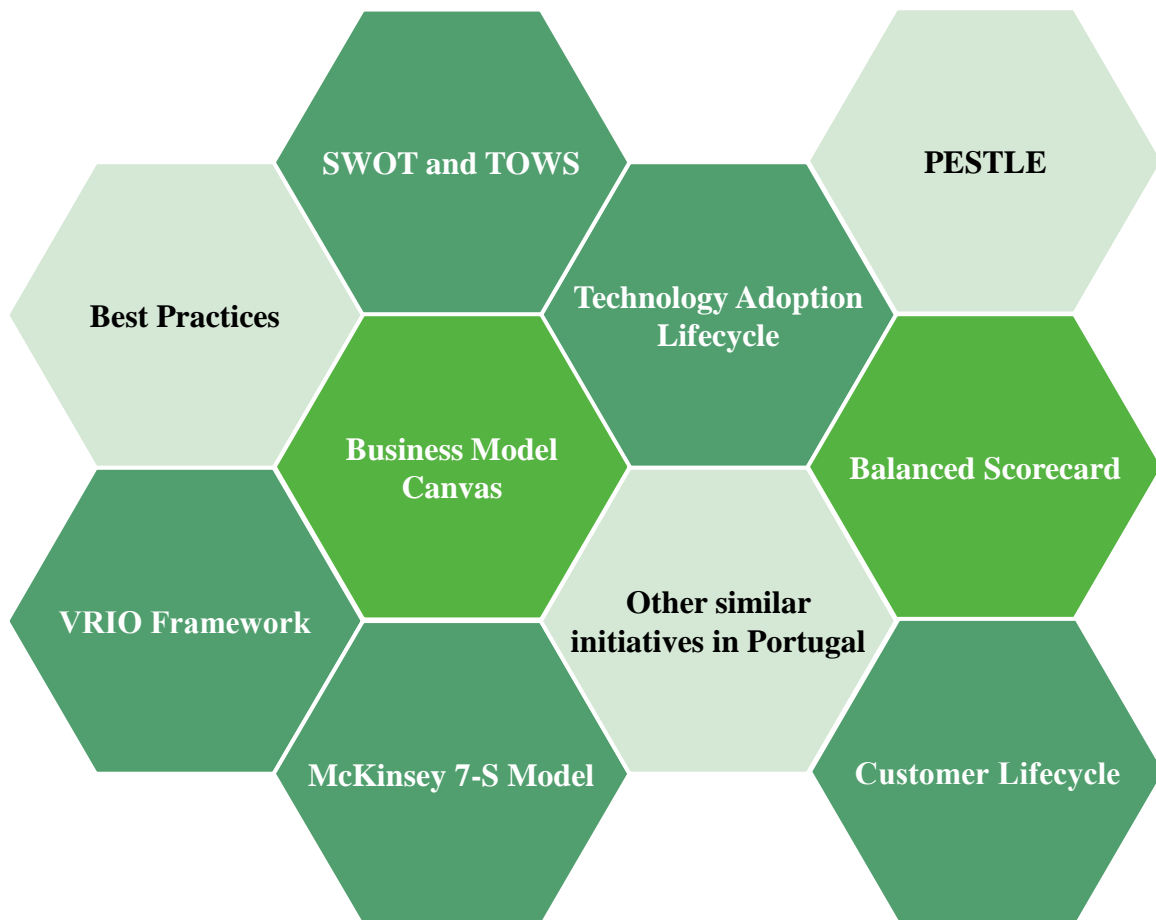 SWOT and TOWS
PESTLE
Best Practices
Technology Adoption
Lifecycle
Business Model
Canvas
Balanced Scorecard
VRIO Framework
Other similar
initiatives in Portugal
McKinsey 7-S Model
Customer Lifecycle